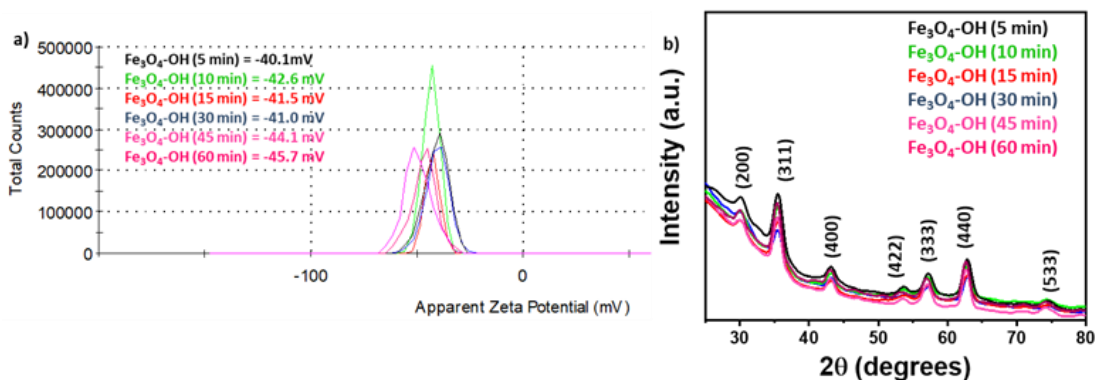 a)
500000
400000
300000
200000
100000
0
Total Counts
Fe₃O₄-OH (5 min) = -40.1mV
Fe₃O₄-OH (10 min) = -42.6 mV
Fe₃O₄-OH (15 min) = -41.5 mV
Fe₃O₄-OH (30 min) = -41.0 mV
Fe₃O₄-OH (45 min) = -44.1 mV
Fe₃O₄-OH (60 min) = -45.7 mV
-100 0
Apparent Zeta Potential (mV)
b)
Fe₃O₄-OH (5 min)
Fe₃O₄-OH (10 min)
Fe₃O₄-OH (15 min)
Fe₃O₄-OH (30 min)
Fe₃O₄-OH (45 min)
Fe₃O₄-OH (60 min)
Intensity (a.u.)
(200)
(311)
(400)
(422)
(333)
(440)
(533)
30 40 50 60 70 80
2θ (degrees)